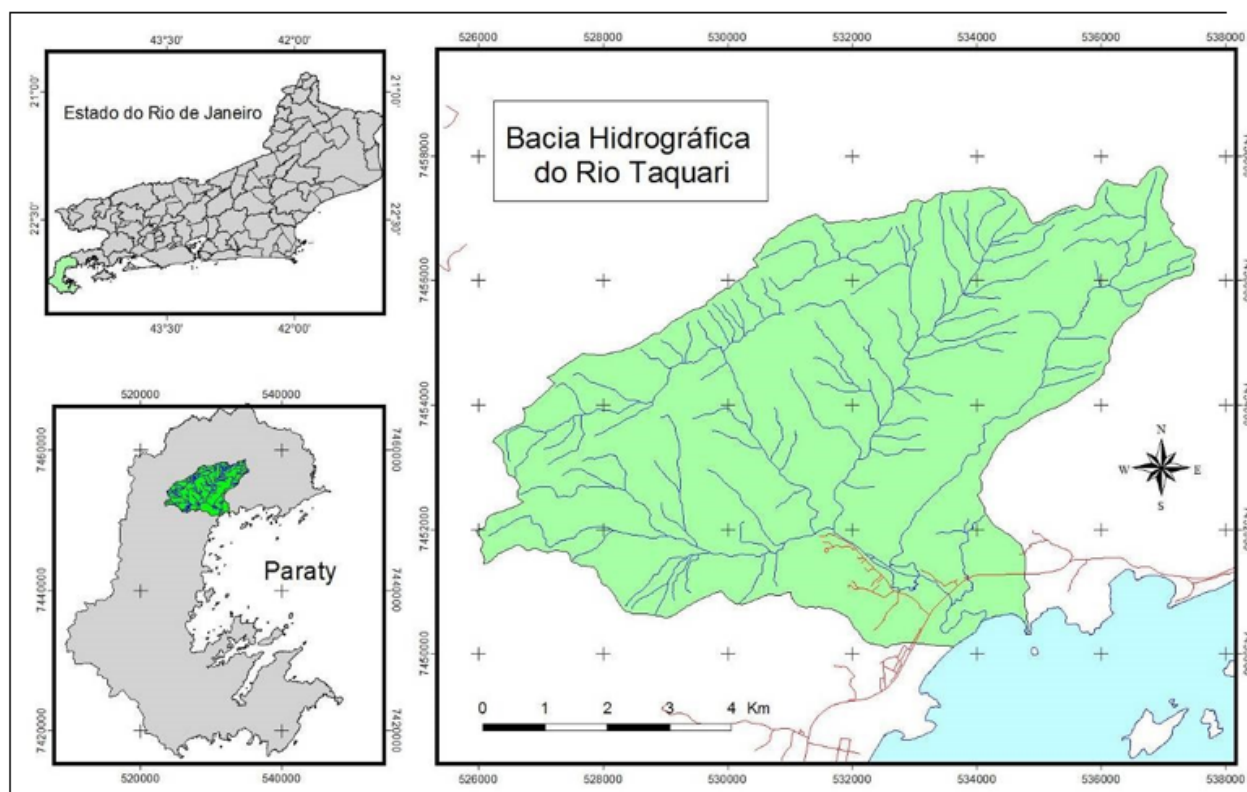 43°30' 42°00'
21°00' 21°00'
Estado do Rio de Janeiro
22°30' 22°30'
43°30' 42°00'
520000 540000
7460000 7460000
Paraty
7440000 7440000
7420000 7420000
520000 540000
526000 528000 530000 532000 534000 536000 538000
Bacia Hidrográfica
do Rio Taquari
7458000
7456000
7454000
N
W E
S
7452000
7450000
0 1 2 3 4 Km
526000 528000 530000 532000 534000 536000 538000